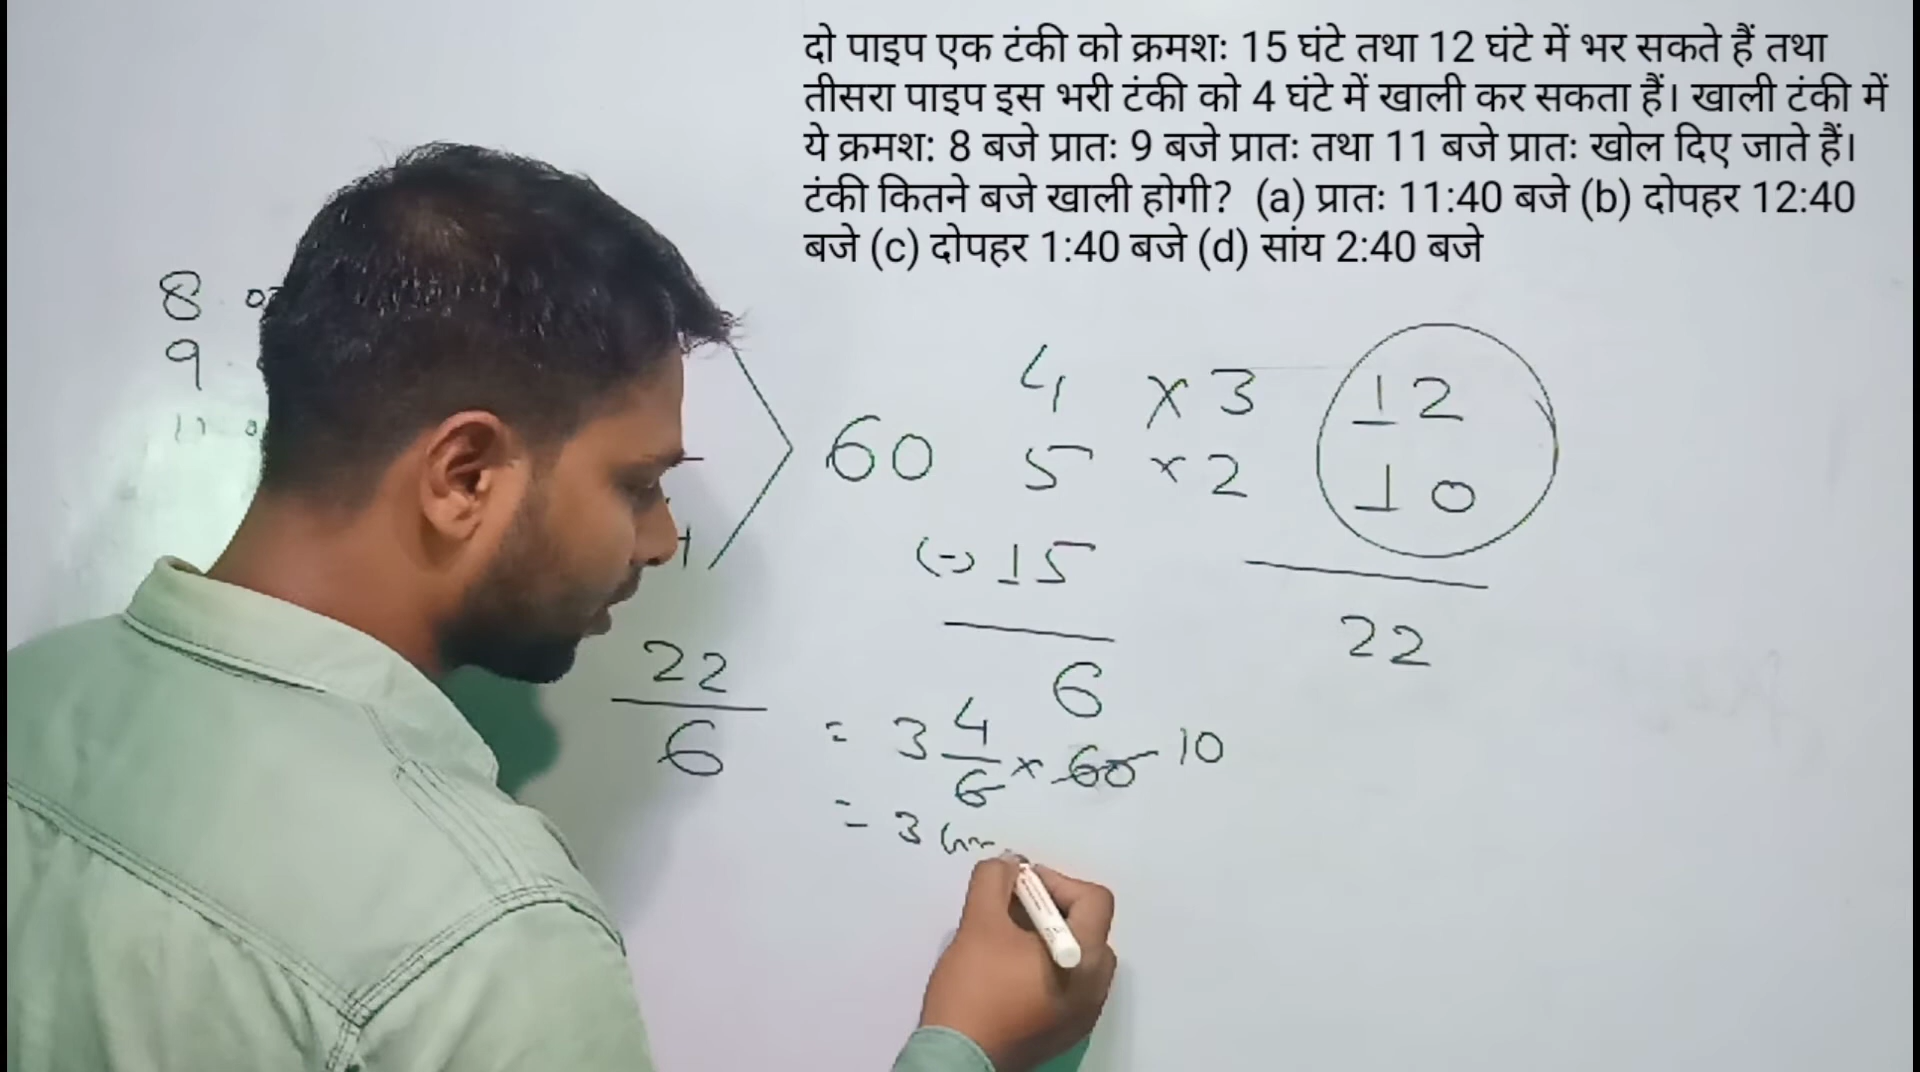 दो पाइप एक टंकी को क्रमशः 15 घंटे तथा 12 घंटे में भर सकते हैं तथा
तीसरा पाइप इस भरी टंकी को 4 घंटे में खाली कर सकता हैं। खाली टंकी में
ये क्रमश: 8 बजे प्रातः 9 बजे प्रातः तथा 11 बजे प्रातः खोल दिए जाते हैं।
टंकी कितने बजे खाली होगी? (a) प्रातः 11:40 बजे (b) दोपहर 12:40
बजे (c) दोपहर 1:40 बजे (d) सांय 2:40 बजे
8
9
11
60
4 × 3 12
5 × 2 10
(-) 15
6
22
22/6 = 3 4/6 × 60 10
= 3 hr